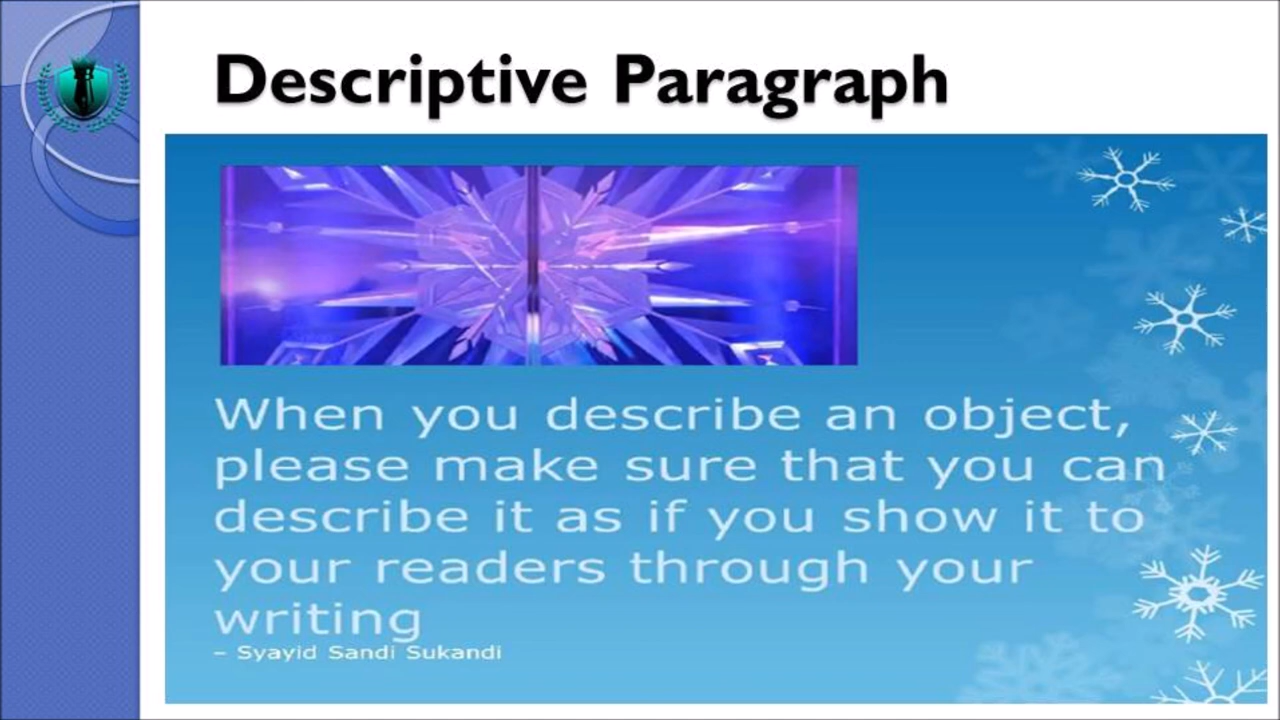 Descriptive Paragraph
When you describe an object,
please make sure that you can
describe it as if you show it to
your readers through your
writing
– Syayid Sandi Sukandi